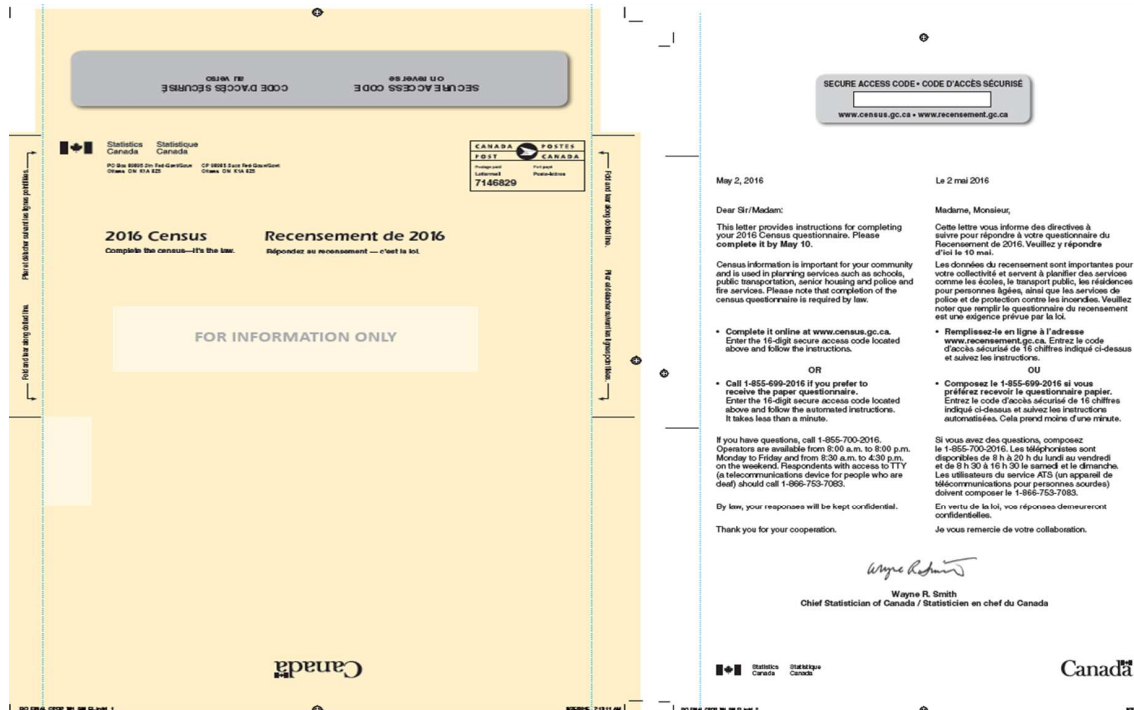 SECURE ACCESS CODE
on reverse
CODE D'ACCÈS SÉCURISÉ
au verso
Statistics
Canada
Statistique
Canada
CANADA POSTES
POST CANADA
Postage paid
Port payé
Lettermail
Poste-lettres
7146829
Fold and tear along dotted line.
Plier et détacher suivant les lignes pointillées.
Fold and tear along dotted line.
Plier et détacher suivant les lignes pointillées.
2016 Census
Complete the census—it's the law.
Recensement de 2016
Répondez au recensement — c'est la loi.
FOR INFORMATION ONLY
Canada
SECURE ACCESS CODE • CODE D'ACCÈS SÉCURISÉ
www.census.gc.ca • www.recensement.gc.ca
May 2, 2016
Dear Sir/Madam:
This letter provides instructions for completing
your 2016 Census questionnaire. Please
complete it by May 10.
Census information is important for your community
and is used in planning services such as schools,
public transportation, senior housing and police and
fire services. Please note that completion of the
census questionnaire is required by law.
• Complete it online at www.census.gc.ca.
Enter the 16-digit secure access code located
above and follow the instructions.
OR
• Call 1-855-699-2016 if you prefer to
receive the paper questionnaire.
Enter the 16-digit secure access code located
above and follow the automated instructions.
It takes less than a minute.
If you have questions, call 1-855-700-2016.
Operators are available from 8:00 a.m. to 8:00 p.m.
Monday to Friday and from 8:30 a.m. to 4:30 p.m.
on the weekend. Respondents with access to TTY
(a telecommunications device for people who are
deaf) should call 1-866-753-7083.
By law, your responses will be kept confidential.
Thank you for your cooperation.
Le 2 mai 2016
Madame, Monsieur,
Cette lettre vous informe des directives à
suivre pour répondre à votre questionnaire du
Recensement de 2016. Veuillez y répondre
d'ici le 10 mai.
Les données du recensement sont importantes pour
votre collectivité et servent à planifier des services
comme les écoles, le transport public, les résidences
pour personnes âgées, ainsi que les services de
police et de protection contre les incendies. Veuillez
noter que remplir le questionnaire du recensement
est une exigence prévue par la loi.
• Remplissez-le en ligne à l'adresse
www.recensement.gc.ca. Entrez le code
d'accès sécurisé de 16 chiffres indiqué ci-dessus
et suivez les instructions.
OU
• Composez le 1-855-699-2016 si vous
préférez recevoir le questionnaire papier.
Entrez le code d'accès sécurisé de 16 chiffres
indiqué ci-dessus et suivez les instructions
automatisées. Cela prend moins d'une minute.
Si vous avez des questions, composez
le 1-855-700-2016. Les téléphonistes sont
disponibles de 8 h à 20 h du lundi au vendredi
et de 8 h 30 à 16 h 30 le samedi et le dimanche.
Les utilisateurs du service ATS (un appareil de
télécommunications pour personnes sourdes)
doivent composer le 1-866-753-7083.
En vertu de la loi, vos réponses demeureront
confidentielles.
Je vous remercie de votre collaboration.
Wayne R. Smith
Chief Statistician of Canada / Statisticien en chef du Canada
Statistics
Canada
Statistique
Canada
Canada